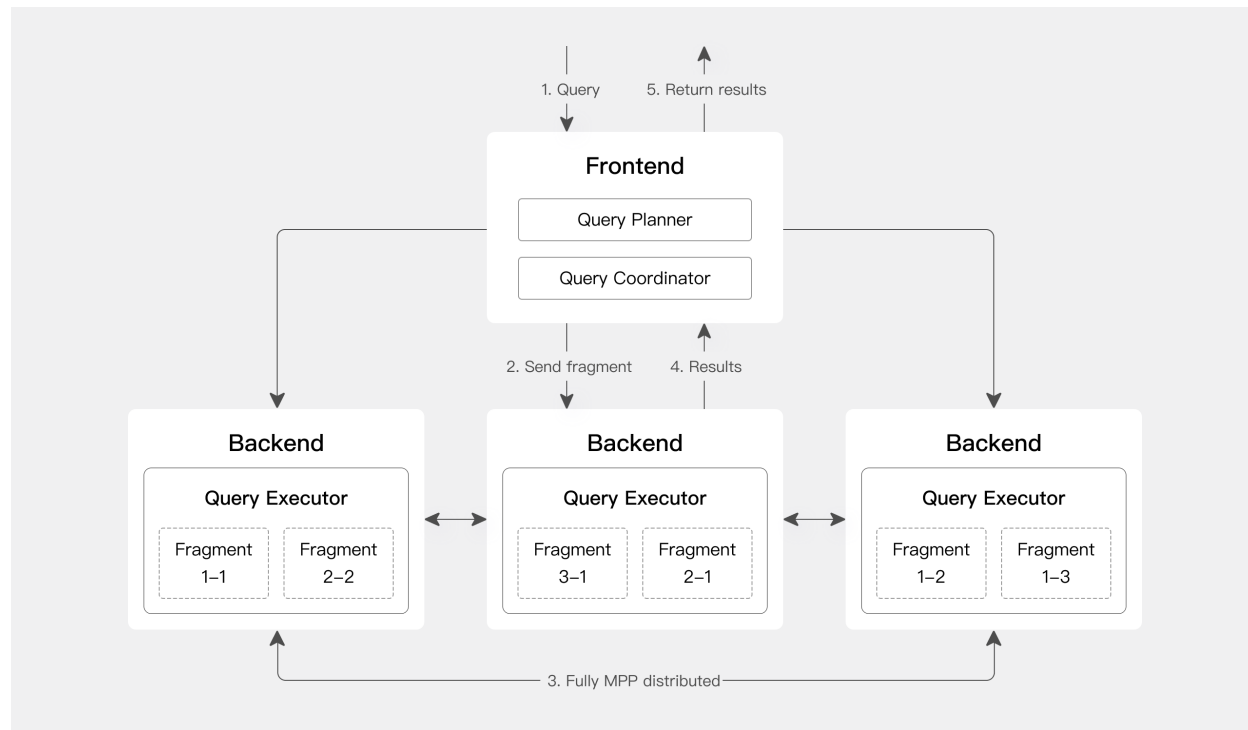 1. Query
5. Return results
Frontend
Query Planner
Query Coordinator
2. Send fragment
4. Results
Backend
Query Executor
Fragment
1–1
Fragment
2–2
Backend
Query Executor
Fragment
3–1
Fragment
2–1
Backend
Query Executor
Fragment
1–2
Fragment
1–3
3. Fully MPP distributed